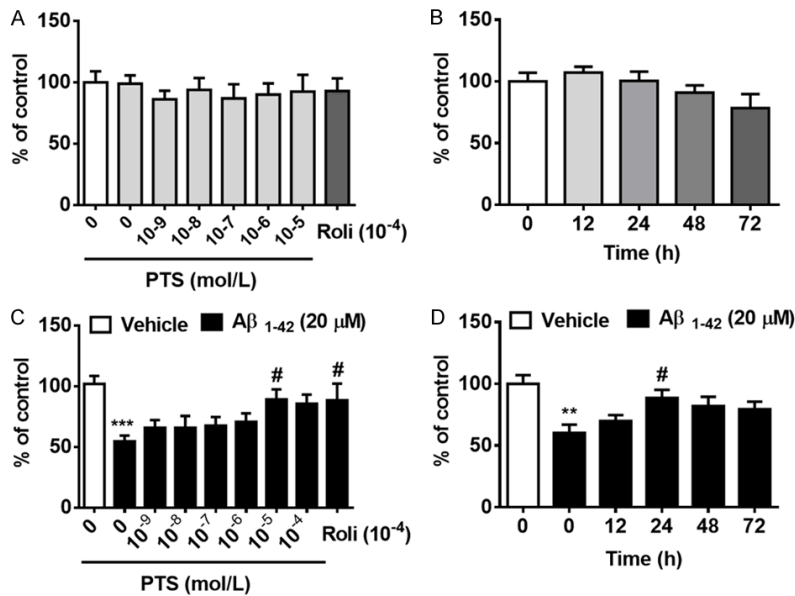 A
% of control
150
100
50
0
0 0 10-9 10-8 10-7 10-6 10-5 Roli (10⁻⁴)
PTS (mol/L)
B
% of control
150
100
50
0
0 12 24 48 72
Time (h)
C
Vehicle Aβ 1-42 (20 μM)
% of control
150
100
50
0
*** # #
0 0 10⁻⁹ 10⁻⁸ 10⁻⁷ 10⁻⁶ 10⁻⁵ 10⁻⁴ Roli (10⁻⁴)
PTS (mol/L)
D
Vehicle Aβ 1-42 (20 μM)
% of control
150
100
50
0
** #
0 0 12 24 48 72
Time (h)